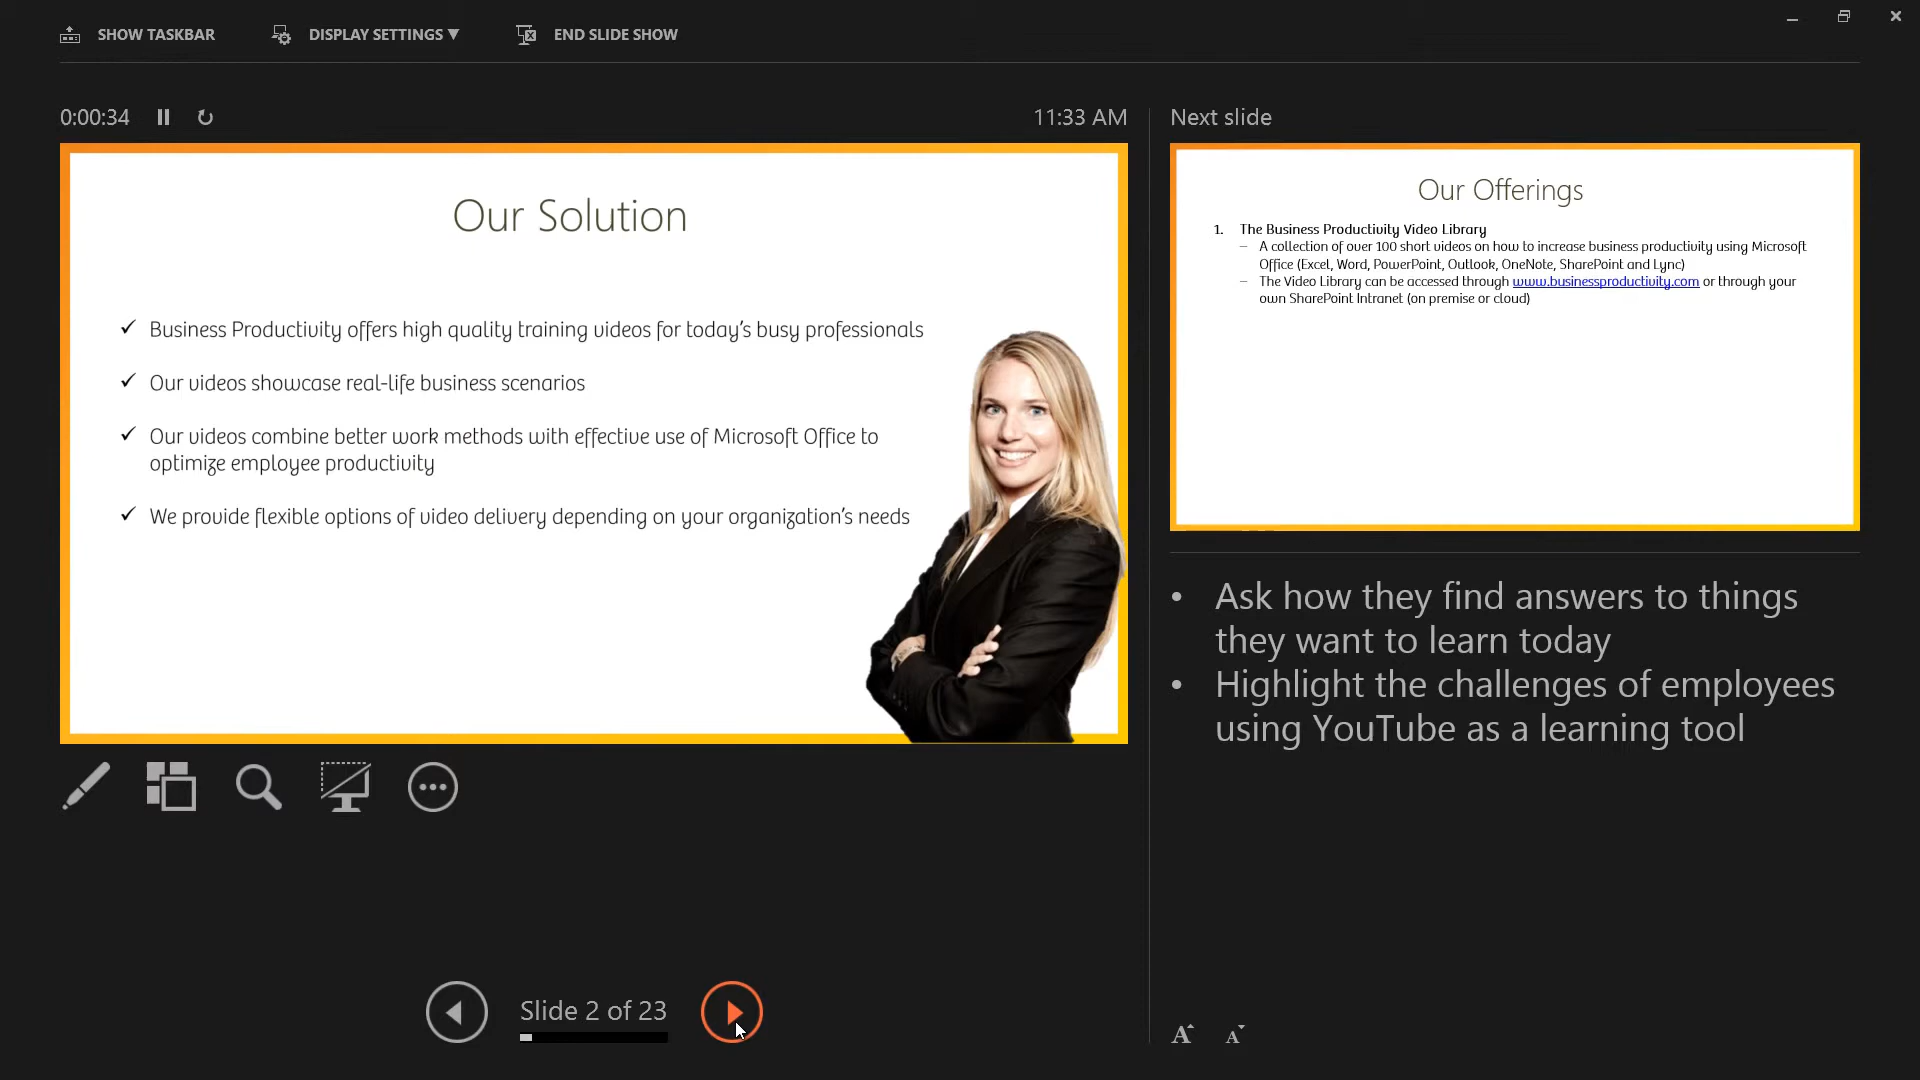 SHOW TASKBAR
DISPLAY SETTINGS ▼
END SLIDE SHOW
0:00:34
11:33 AM
Our Solution
✓ Business Productivity offers high quality training videos for today's busy professionals
✓ Our videos showcase real-life business scenarios
✓ Our videos combine better work methods with effective use of Microsoft Office to
optimize employee productivity
✓ We provide flexible options of video delivery depending on your organization's needs
Slide 2 of 23
Next slide
Our Offerings
1. The Business Productivity Video Library
– A collection of over 100 short videos on how to increase business productivity using Microsoft
Office (Excel, Word, PowerPoint, Outlook, OneNote, SharePoint and Lync)
– The Video Library can be accessed through www.businessproductivity.com or through your
own SharePoint Intranet (on premise or cloud)
• Ask how they find answers to things
they want to learn today
• Highlight the challenges of employees
using YouTube as a learning tool
A A